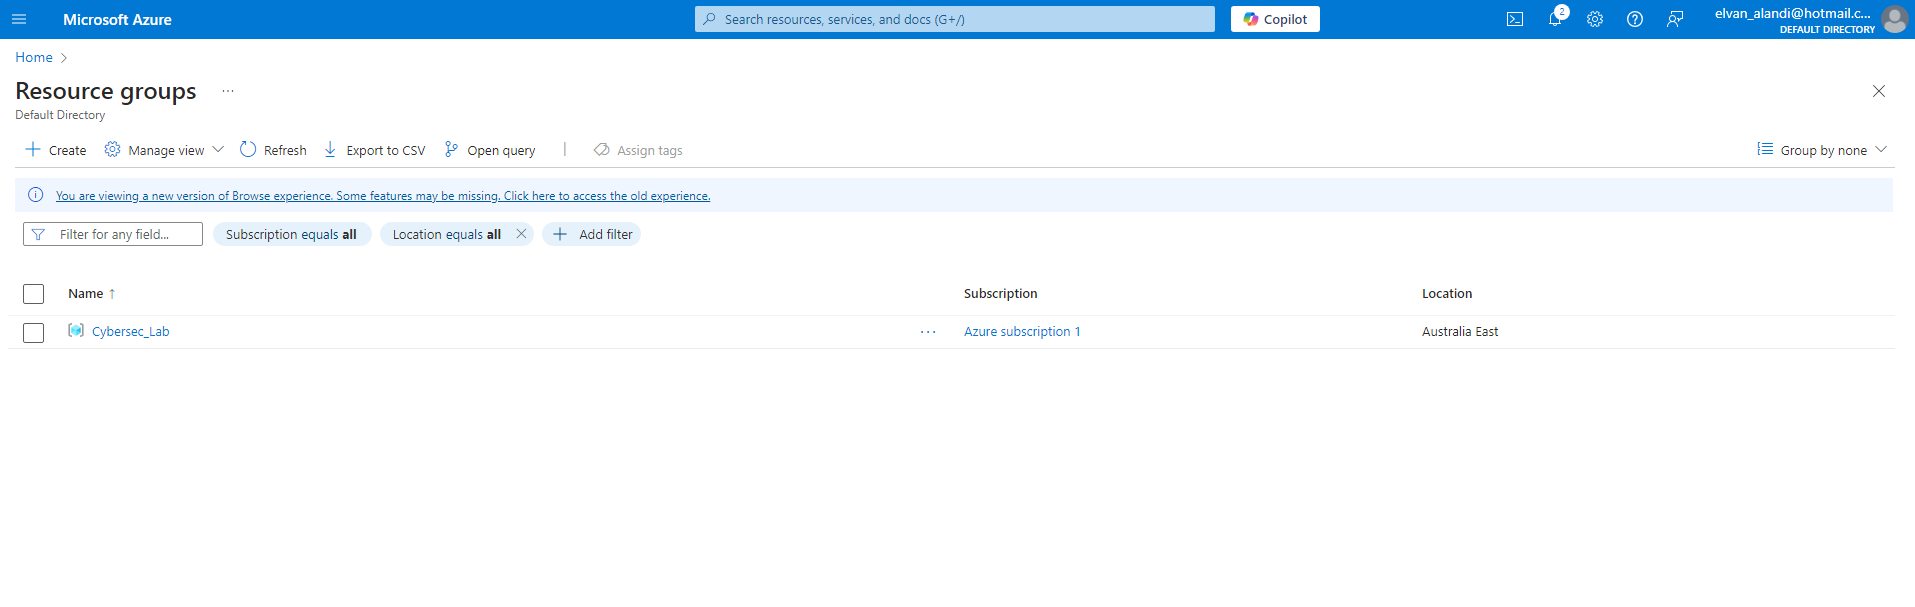 Microsoft Azure
Search resources, services, and docs (G+/)
Copilot
2
elvan_alandi@hotmail.c...
DEFAULT DIRECTORY
Home
Resource groups ...
Default Directory
Create Manage view Refresh Export to CSV Open query | Assign tags Group by none
You are viewing a new version of Browse experience. Some features may be missing. Click here to access the old experience.
Filter for any field... Subscription equals all Location equals all Add filter
Name ↑ Subscription Location
Cybersec_Lab ... Azure subscription 1 Australia East